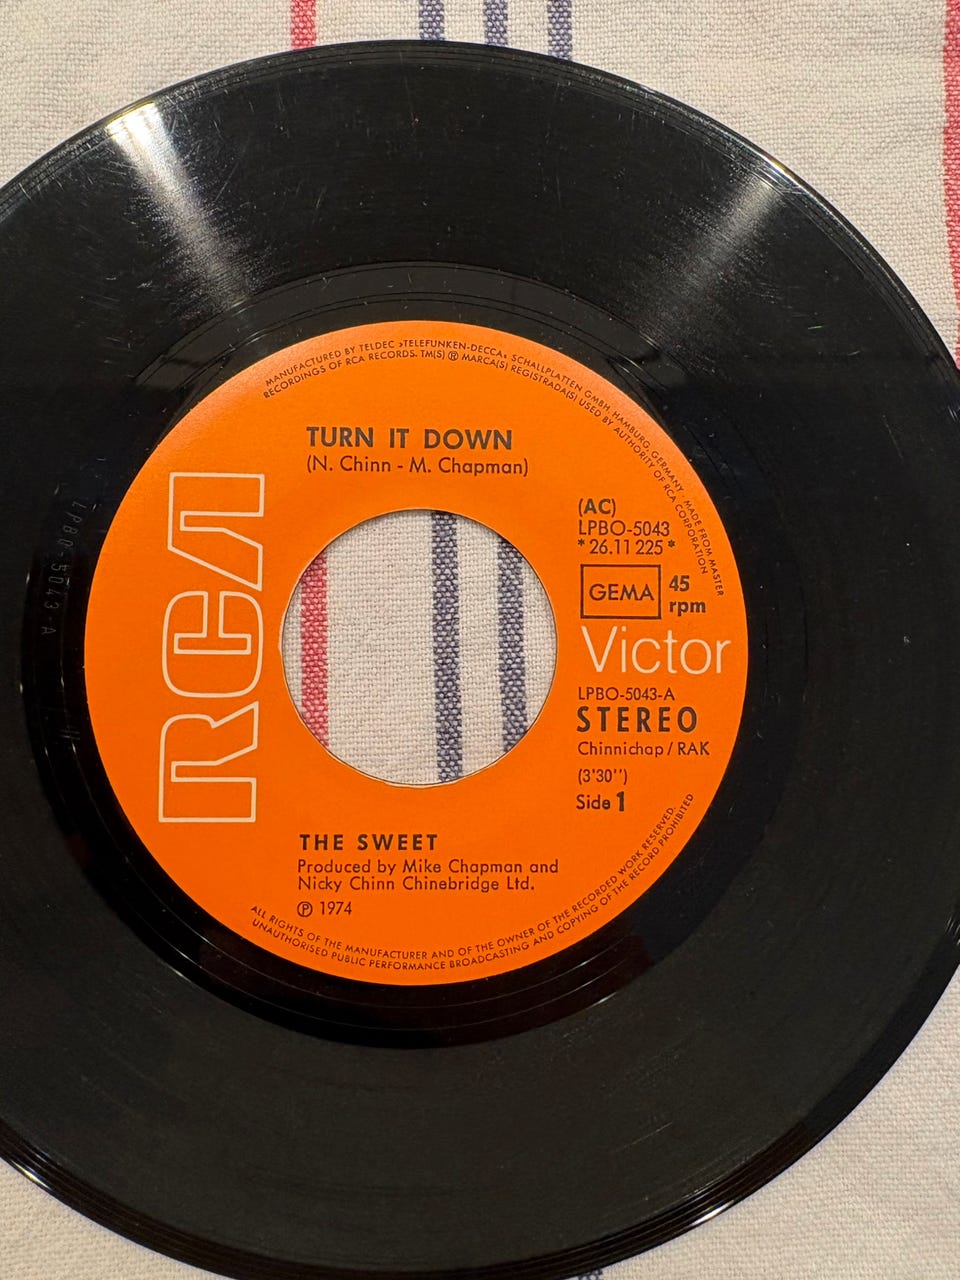 MANUFACTURED BY TELDEC ›TELEFUNKEN-DECCA‹ SCHALLPLATTEN GMBH, HAMBURG, GERMANY · MADE FROM MASTER
RECORDINGS OF RCA RECORDS. TM(S) ® MARCA(S) REGISTRADA(S) USED BY AUTHORITY OF RCA CORPORATION
TURN IT DOWN
(N. Chinn - M. Chapman)
RCA
(AC)
LPBO-5043
* 26.11 225 *
GEMA
45
rpm
Victor
LPBO-5043-A
STEREO
Chinnichap / RAK
(3'30'')
Side 1
THE SWEET
Produced by Mike Chapman and
Nicky Chinn Chinebridge Ltd.
℗ 1974
ALL RIGHTS OF THE MANUFACTURER AND OF THE OWNER OF THE RECORDED WORK RESERVED.
UNAUTHORISED PUBLIC PERFORMANCE BROADCASTING AND COPYING OF THE RECORD PROHIBITED
LPBO-5043-A